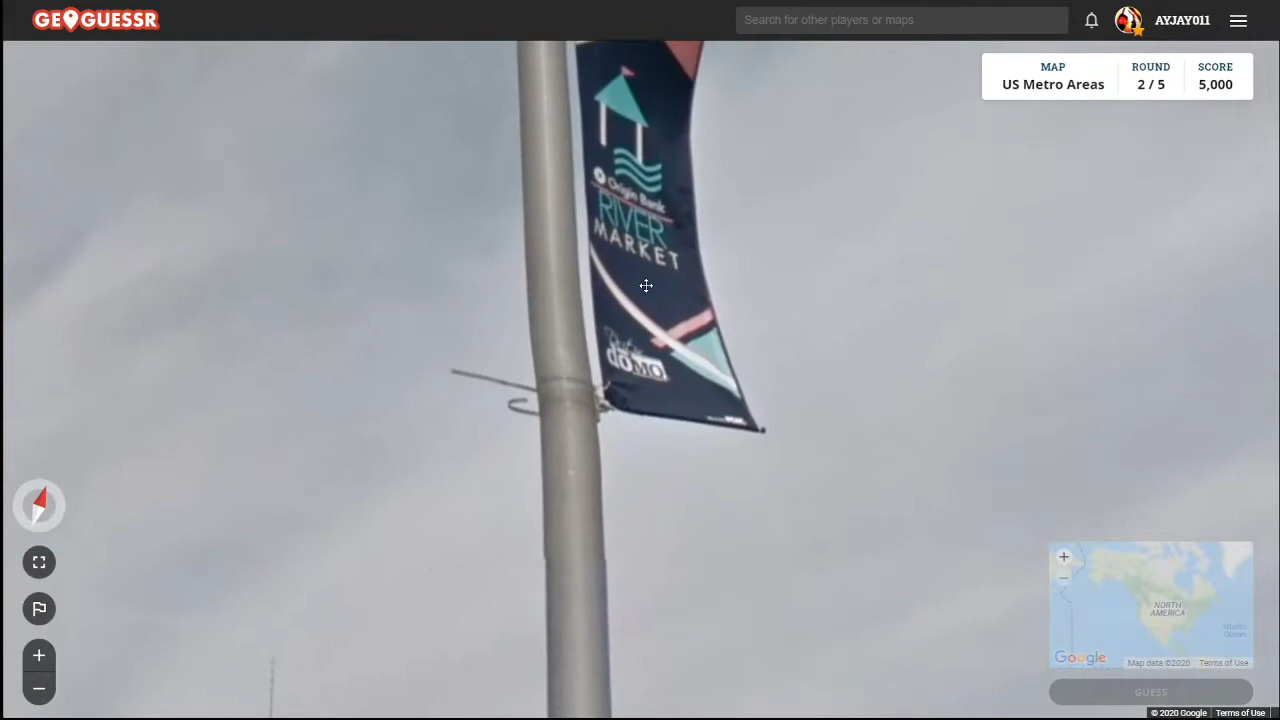 GEOGUESSR
Search for other players or maps
AYJAY011
MAP
US Metro Areas
ROUND
2 / 5
SCORE
5,000
Origin Bank
RIVER
MARKET
NORTH
AMERICA
Google
Map data ©2020
Terms of Use
GUESS
© 2020 Google
Terms of Use